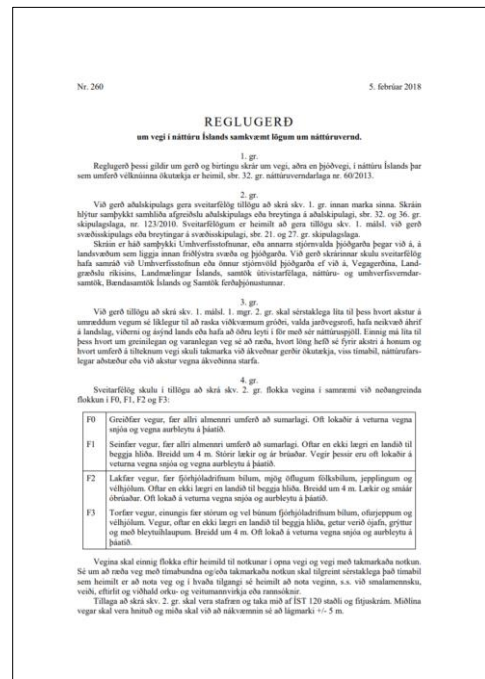 Nr. 260 5. febrúar 2018
REGLUGERÐ
um vegi í náttúru Íslands samkvæmt lögum um náttúruvernd.
1. gr.
Reglugerð þessi gildir um gerð og birtingu skrár um vegi, aðra en þjóðvegi, í náttúru Íslands þar
sem umferð vélknúinna ökutækja er heimil, sbr. 32. gr. náttúruverndarlaga nr. 60/2013.
2. gr.
Við gerð aðalskipulags gera sveitarfélög tillögu að skrá skv. 1. gr. innan marka sinna. Skráin
hlýtur samþykkt samhliða afgreiðslu aðalskipulags eða breytinga á aðalskipulagi, sbr. 32. og 36. gr.
skipulagslaga, nr. 123/2010. Sveitarfélögum er heimilt að gera tillögu skv. 1. málsl. við gerð
svæðisskipulags eða breytingar á svæðisskipulagi, sbr. 21. og 27. gr. skipulagslaga.
Skráin er háð samþykki Umhverfisstofnunar, eða annarra stjórnvalda þjóðgarða þegar við á, á
landsvæðum sem liggja innan friðlýstra svæða og þjóðgarða. Við gerð skrárinnar skulu sveitarfélög
hafa samráð við Umhverfisstofnun eða önnur stjórnvöld þjóðgarða ef við á, Vegagerðina, Land-
græðslu ríkisins, Landmælingar Íslands, samtök útivistarfélaga, náttúru- og umhverfisverndar-
samtök, Bændasamtök Íslands og Samtök ferðaþjónustunnar.
3. gr.
Við gerð tillögu að skrá skv. 1. málsl. 1. mgr. 2. gr. skal sérstaklega líta til þess hvort akstur á
umræddum vegum sé líklegur til að raska viðkvæmum gróðri, valda jarðvegsrofi, hafa neikvæð áhrif
á landslag, víðerni og ásýnd lands eða hafa að öðru leyti í för með sér náttúruspjöll. Einnig má líta til
þess hvort um greinilegan og varanlegan veg sé að ræða, hvort löng hefð sé fyrir akstri á honum og
hvort umferð á tilteknum vegi skuli takmarka við ákveðnar gerðir ökutækja, viss tímabil, náttúrufars-
legar aðstæður eða við akstur vegna ákveðinna starfa.
4. gr.
Sveitarfélög skulu í tillögu að skrá skv. 2. gr. flokka vegina í samræmi við neðangreinda
flokkun í F0, F1, F2 og F3:
F0 Greiðfær vegur, fær allri almennri umferð að sumarlagi. Oft lokaðir á veturna vegna
snjóa og vegna aurbleytu á þáatíð.
F1 Seinfær vegur, fær allri almennri umferð að sumarlagi. Oftar en ekki lægri en landið til
beggja hliða. Breidd um 4 m. Stórir lækir og ár brúaðar. Vegir þessir eru oft lokaðir á
veturna vegna snjóa og vegna aurbleytu á þáatíð.
F2 Lakfær vegur, fær fjórhjóladrifnum bílum, mjög öflugum fólksbílum, jepplingum og
vélhjólum. Oftar en ekki lægri en landið til beggja hliða. Breidd um 4 m. Lækir og smáár
óbrúaðar. Oft lokað á veturna vegna snjóa og aurbleytu á þáatíð.
F3 Torfær vegur, einungis fær stórum og vel búnum fjórhjóladrifnum bílum, ofurjeppum og
vélhjólum. Vegur, oftar en ekki lægri en landið til beggja hliða, getur verið ójafn, grýttur
og með bleytuihlaupum. Breidd um 4 m. Oft lokað á veturna vegna snjóa og aurbleytu á
þáatíð.
Vegina skal einnig flokka eftir heimild til notkunar í opna vegi og vegi með takmarkaða notkun.
Sé um að ræða veg með tímabundna og/eða takmarkaða notkun skal tilgreint sérstaklega það tímabil
sem heimilt er að nota veg og í hvaða tilgangi sé heimilt að nota veginn, s.s. við smalamennsku,
veiði, eftirlit og viðhald orku- og veitumannvirkja eða rannsóknir.
Tillaga að skrá skv. 2. gr. skal vera stafræn og taka mið af ÍST 120 staðli og fitjuskrám. Miðlína
vegar skal vera hnituð og miða skal við að nákvæmnin sé að lágmarki +/- 5 m.